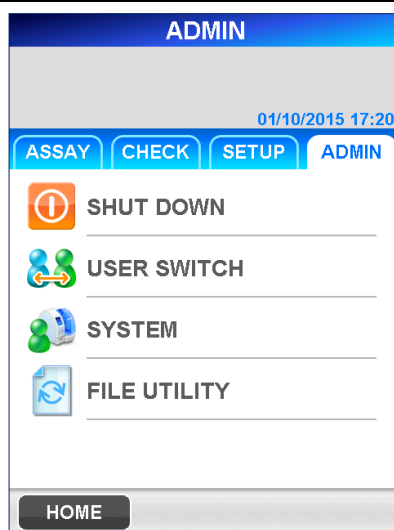 ADMIN
01/10/2015 17:20
ASSAY CHECK SETUP ADMIN
SHUT DOWN
USER SWITCH
SYSTEM
FILE UTILITY
HOME